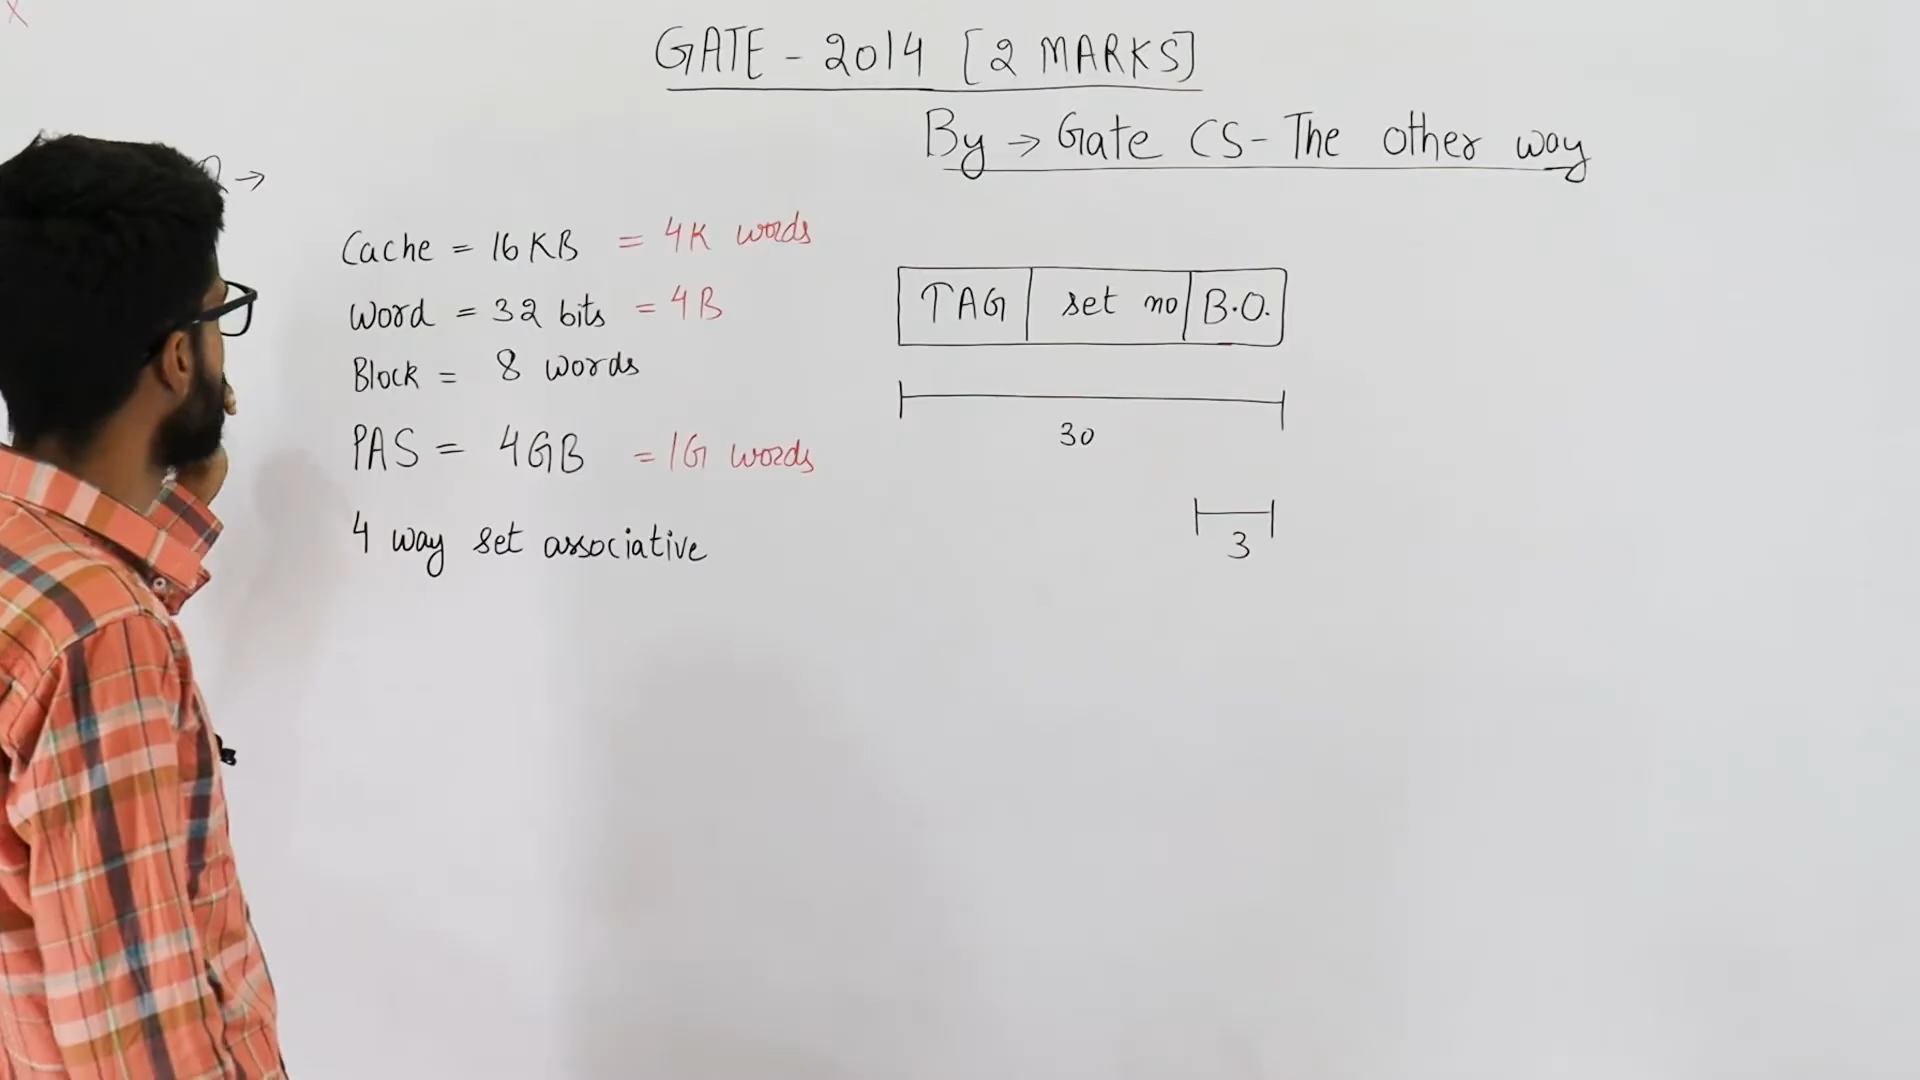 GATE - 2014 [2 MARKS]
By → Gate CS - The other way
→
Cache = 16 KB = 4K words
Word = 32 bits = 4B
Block = 8 words
PAS = 4GB = 1G words
4 way set associative
TAG set no B.O.
30
3